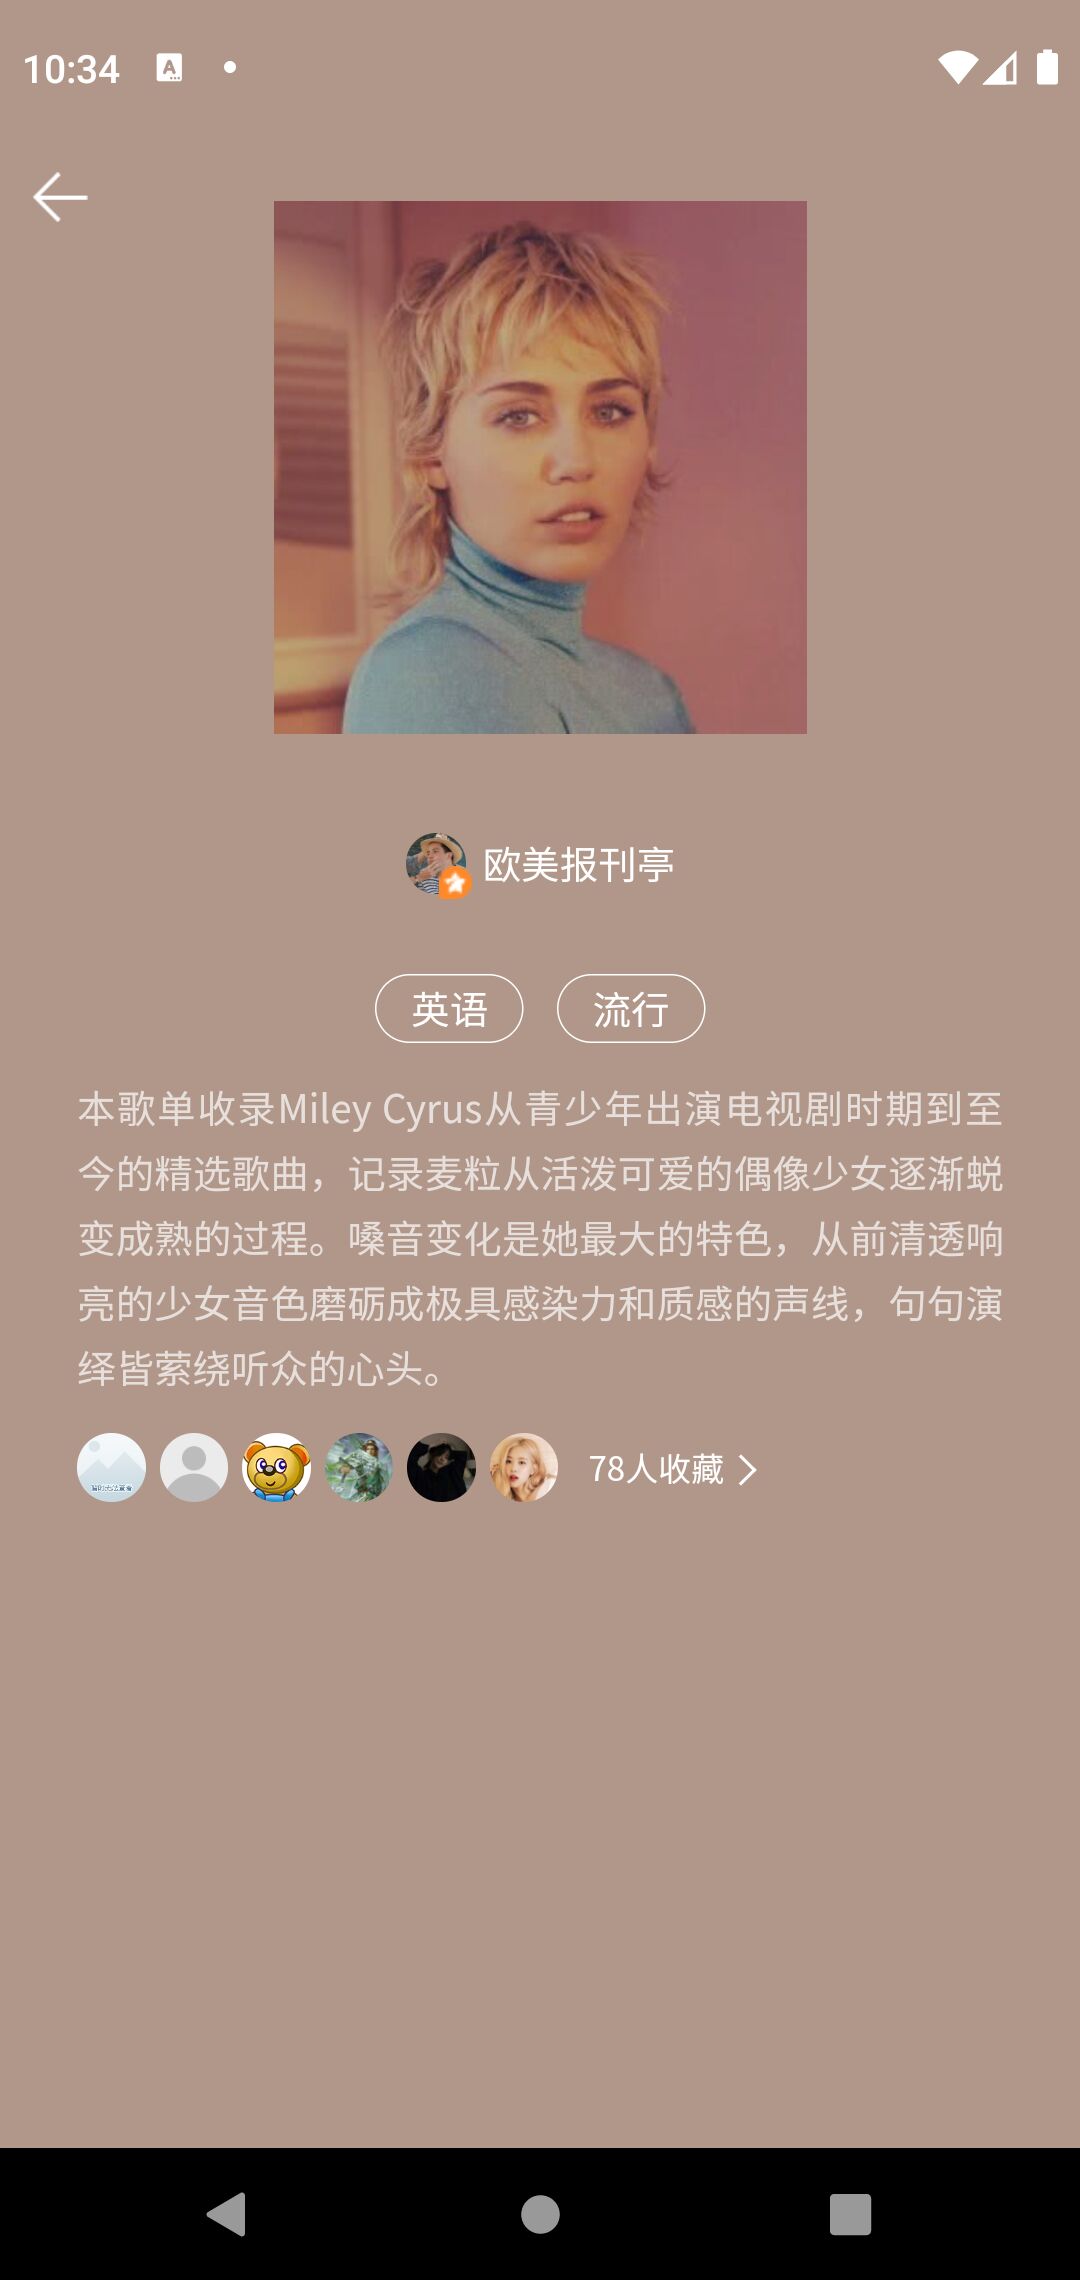 10:34
欧美报刊亭
英语
流行
本歌单收录Miley Cyrus从青少年出演电视剧时期到至
今的精选歌曲，记录麦粒从活泼可爱的偶像少女逐渐蜕
变成熟的过程。嗓音变化是她最大的特色，从前清透响
亮的少女音色磨砺成极具感染力和质感的声线，句句演
绎皆萦绕听众的心头。
78人收藏